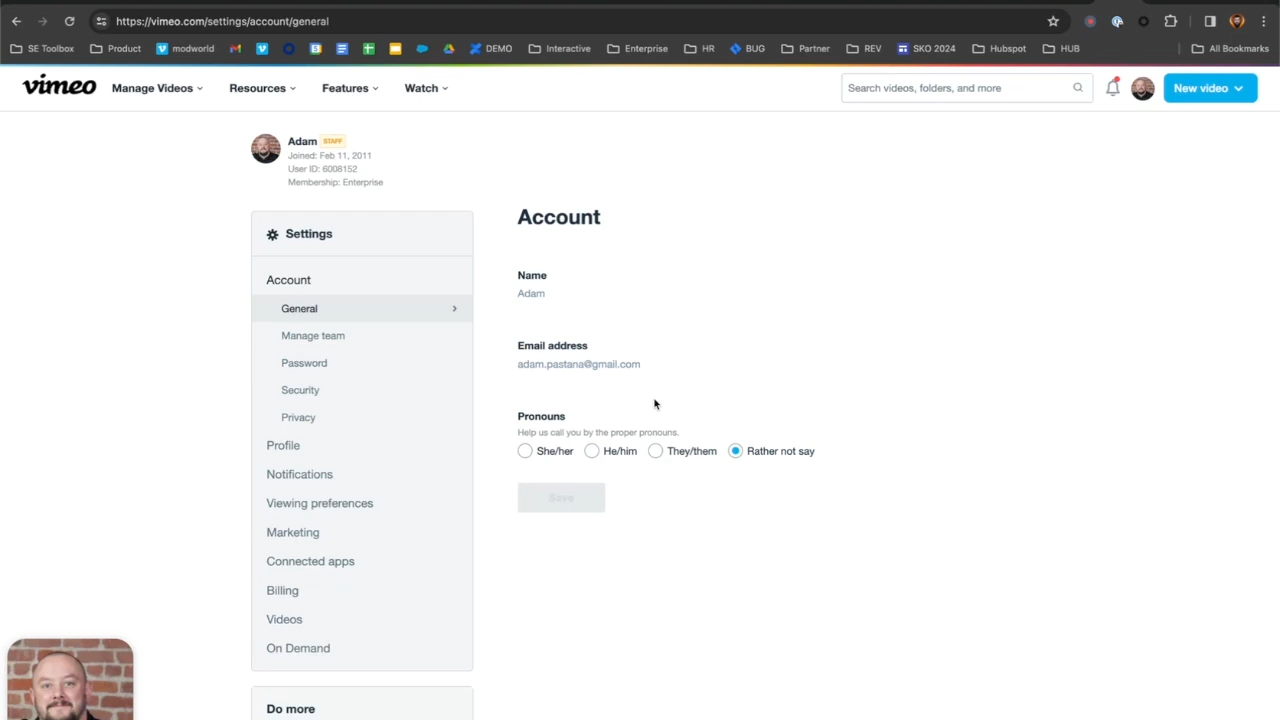 https://vimeo.com/settings/account/general
SE Toolbox Product modworld DEMO Interactive Enterprise HR BUG Partner REV SKO 2024 Hubspot HUB All Bookmarks
vimeo Manage Videos Resources Features Watch Search videos, folders, and more New video
Adam STAFF
Joined: Feb 11, 2011
User ID: 6008152
Membership: Enterprise
Settings
Account
General
Manage team
Password
Security
Privacy
Profile
Notifications
Viewing preferences
Marketing
Connected apps
Billing
Videos
On Demand
Do more
Account
Name
Adam
Email address
adam.pastana@gmail.com
Pronouns
Help us call you by the proper pronouns.
She/her He/him They/them Rather not say
Save